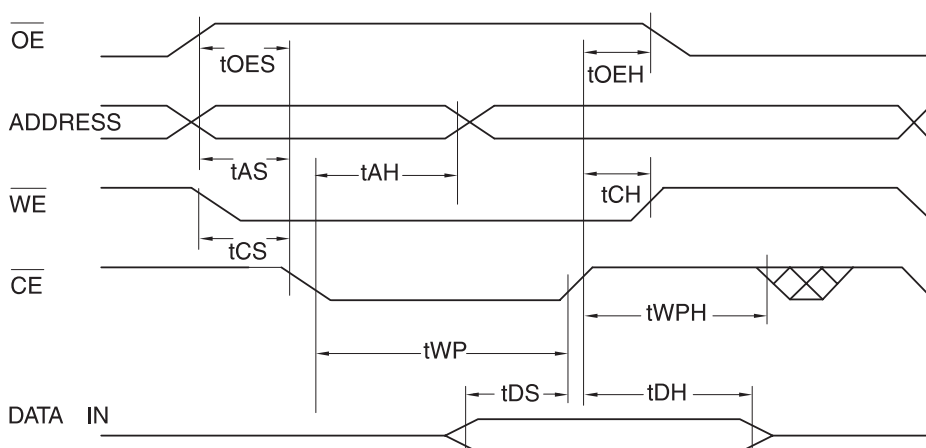 OE
tOES
tOEH
ADDRESS
tAS
tAH
tCH
WE
tCS
CE
tWPH
tWP
tDS
tDH
DATA IN